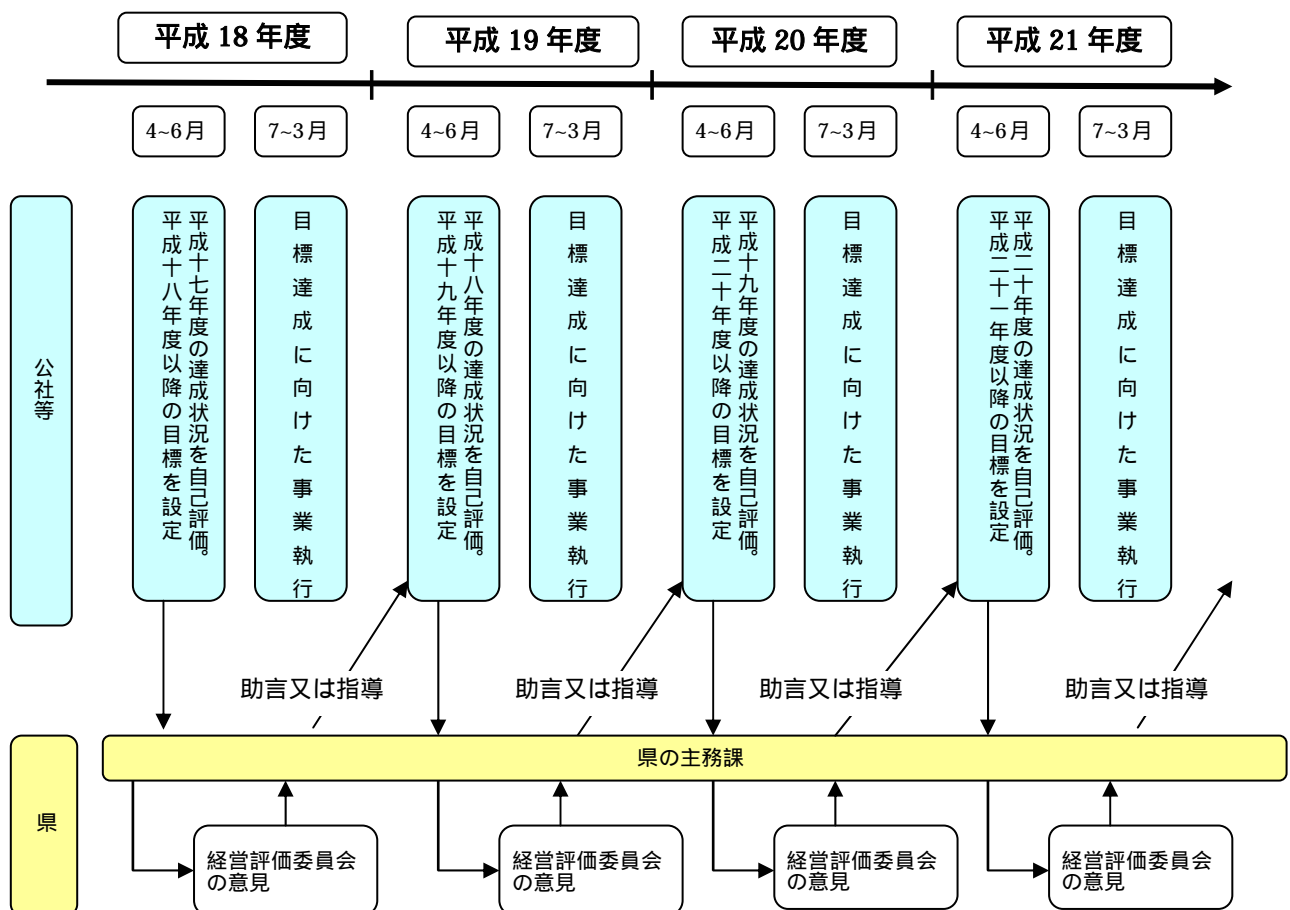 平成 18 年度
平成 19 年度
平成 20 年度
平成 21 年度
4~6月
7~3月
4~6月
7~3月
4~6月
7~3月
4~6月
7~3月
公社等
平成十七年度の達成状況を自己評価。
平成十八年度以降の目標を設定
目標達成に向けた事業執行
平成十八年度の達成状況を自己評価。
平成十九年度以降の目標を設定
目標達成に向けた事業執行
平成十九年度の達成状況を自己評価。
平成二十年度以降の目標を設定
目標達成に向けた事業執行
平成二十年度の達成状況を自己評価。
平成二十一年度以降の目標を設定
目標達成に向けた事業執行
助言又は指導
助言又は指導
助言又は指導
助言又は指導
県
県の主務課
経営評価委員会
の意見
経営評価委員会
の意見
経営評価委員会
の意見
経営評価委員会
の意見